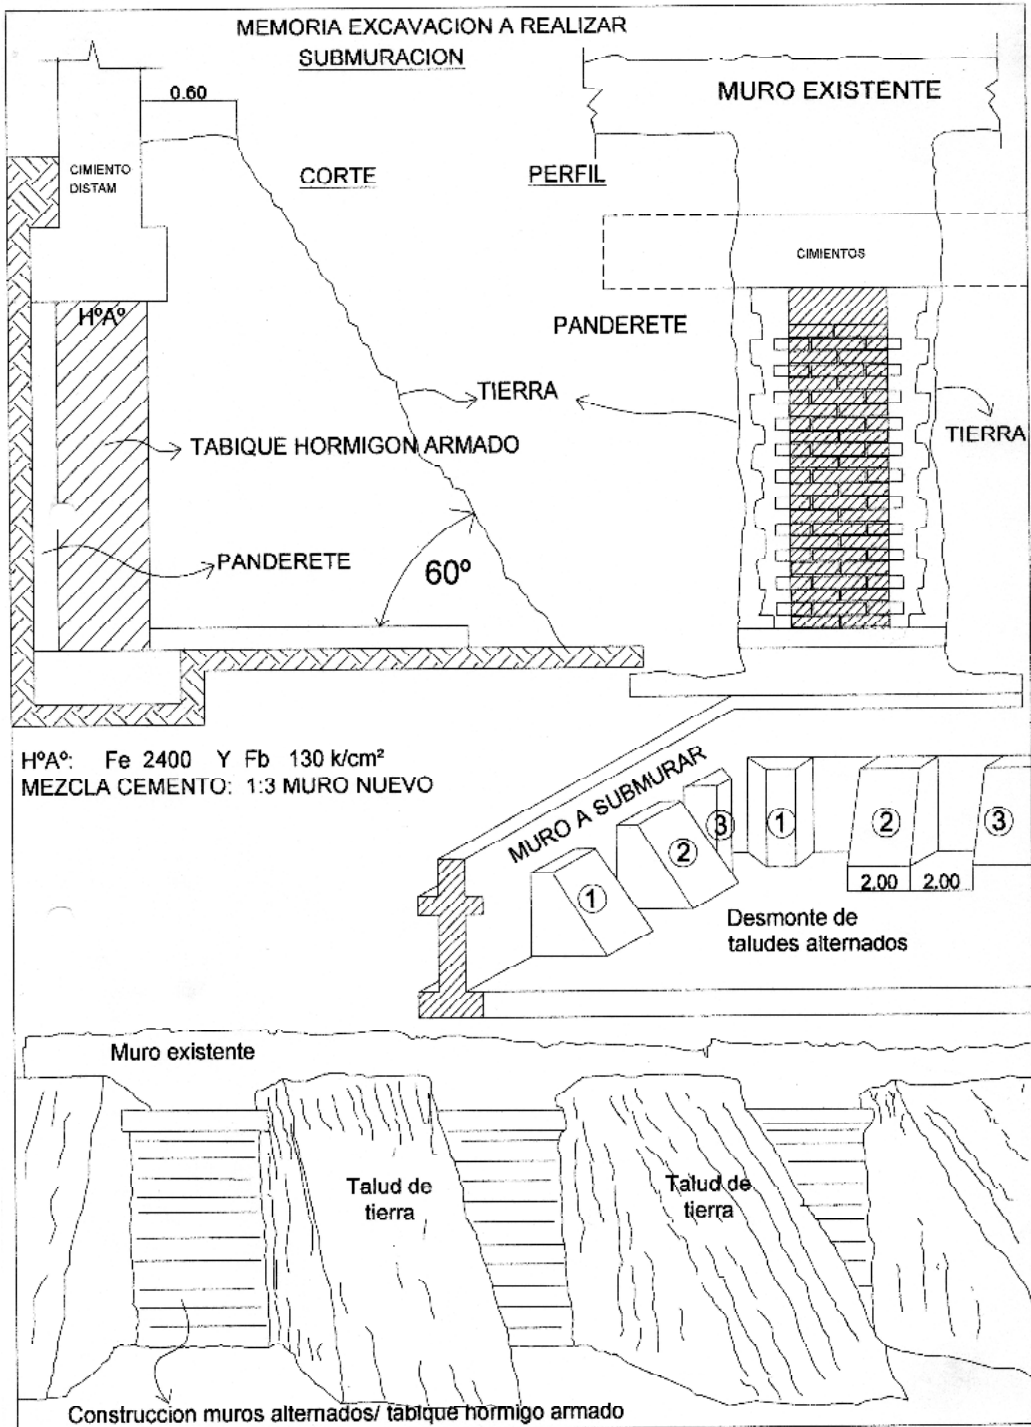 MEMORIA EXCAVACION A REALIZAR
SUBMURACION
0.60
MURO EXISTENTE
CIMIENTO
DISTAM
CORTE
PERFIL
CIMIENTOS
HºAº
PANDERETE
TIERRA
TIERRA
TABIQUE HORMIGON ARMADO
PANDERETE
60º
HºAº: Fe 2400 Y Fb 130 k/cm²
MEZCLA CEMENTO: 1:3 MURO NUEVO
MURO A SUBMURAR
1
2
3
1
2
3
2.00
2.00
Desmonte de
taludes alternados
Muro existente
Talud de
tierra
Talud de
tierra
Construccion muros alternados/ tabique hormigo armado